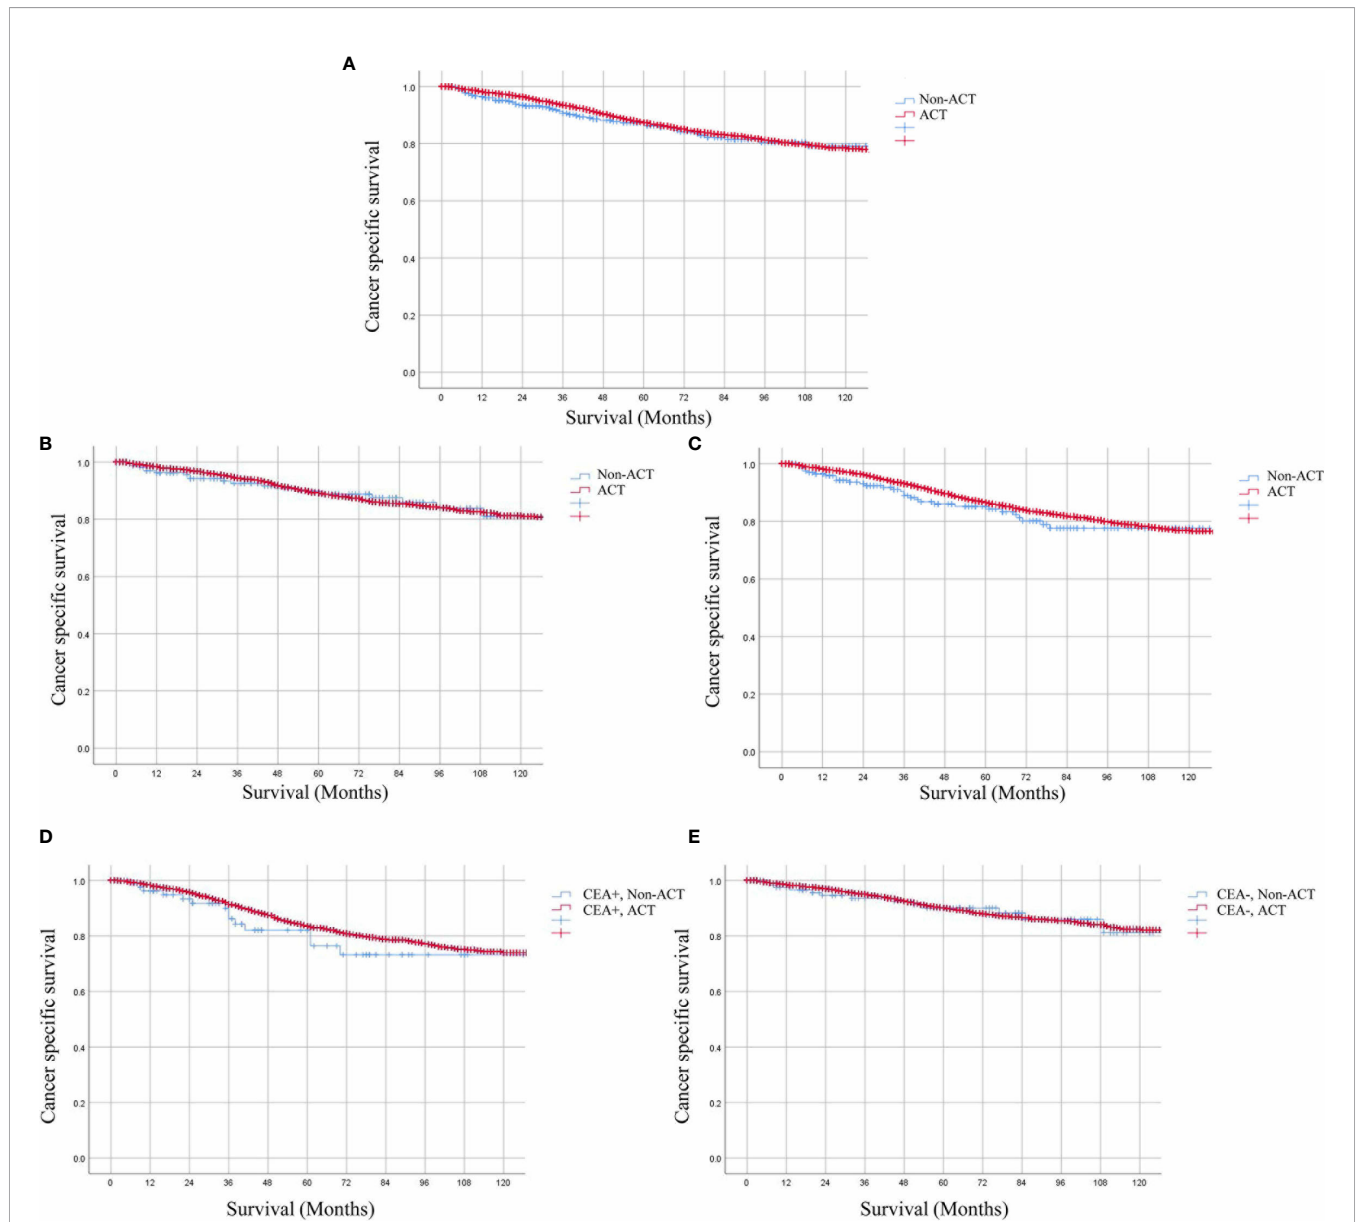 A
1.0
0.8
0.6
0.4
0.2
0.0
Cancer specific survival
0 12 24 36 48 60 72 84 96 108 120
Survival (Months)
Non-ACT
ACT
B
1.0
0.8
0.6
0.4
0.2
0.0
Cancer specific survival
0 12 24 36 48 60 72 84 96 108 120
Survival (Months)
Non-ACT
ACT
C
1.0
0.8
0.6
0.4
0.2
0.0
Cancer specific survival
0 12 24 36 48 60 72 84 96 108 120
Survival (Months)
Non-ACT
ACT
D
1.0
0.8
0.6
0.4
0.2
0.0
Cancer specific survival
0 12 24 36 48 60 72 84 96 108 120
Survival (Months)
CEA+, Non-ACT
CEA+, ACT
E
1.0
0.8
0.6
0.4
0.2
0.0
Cancer specific survival
0 12 24 36 48 60 72 84 96 108 120
Survival (Months)
CEA-, Non-ACT
CEA-, ACT